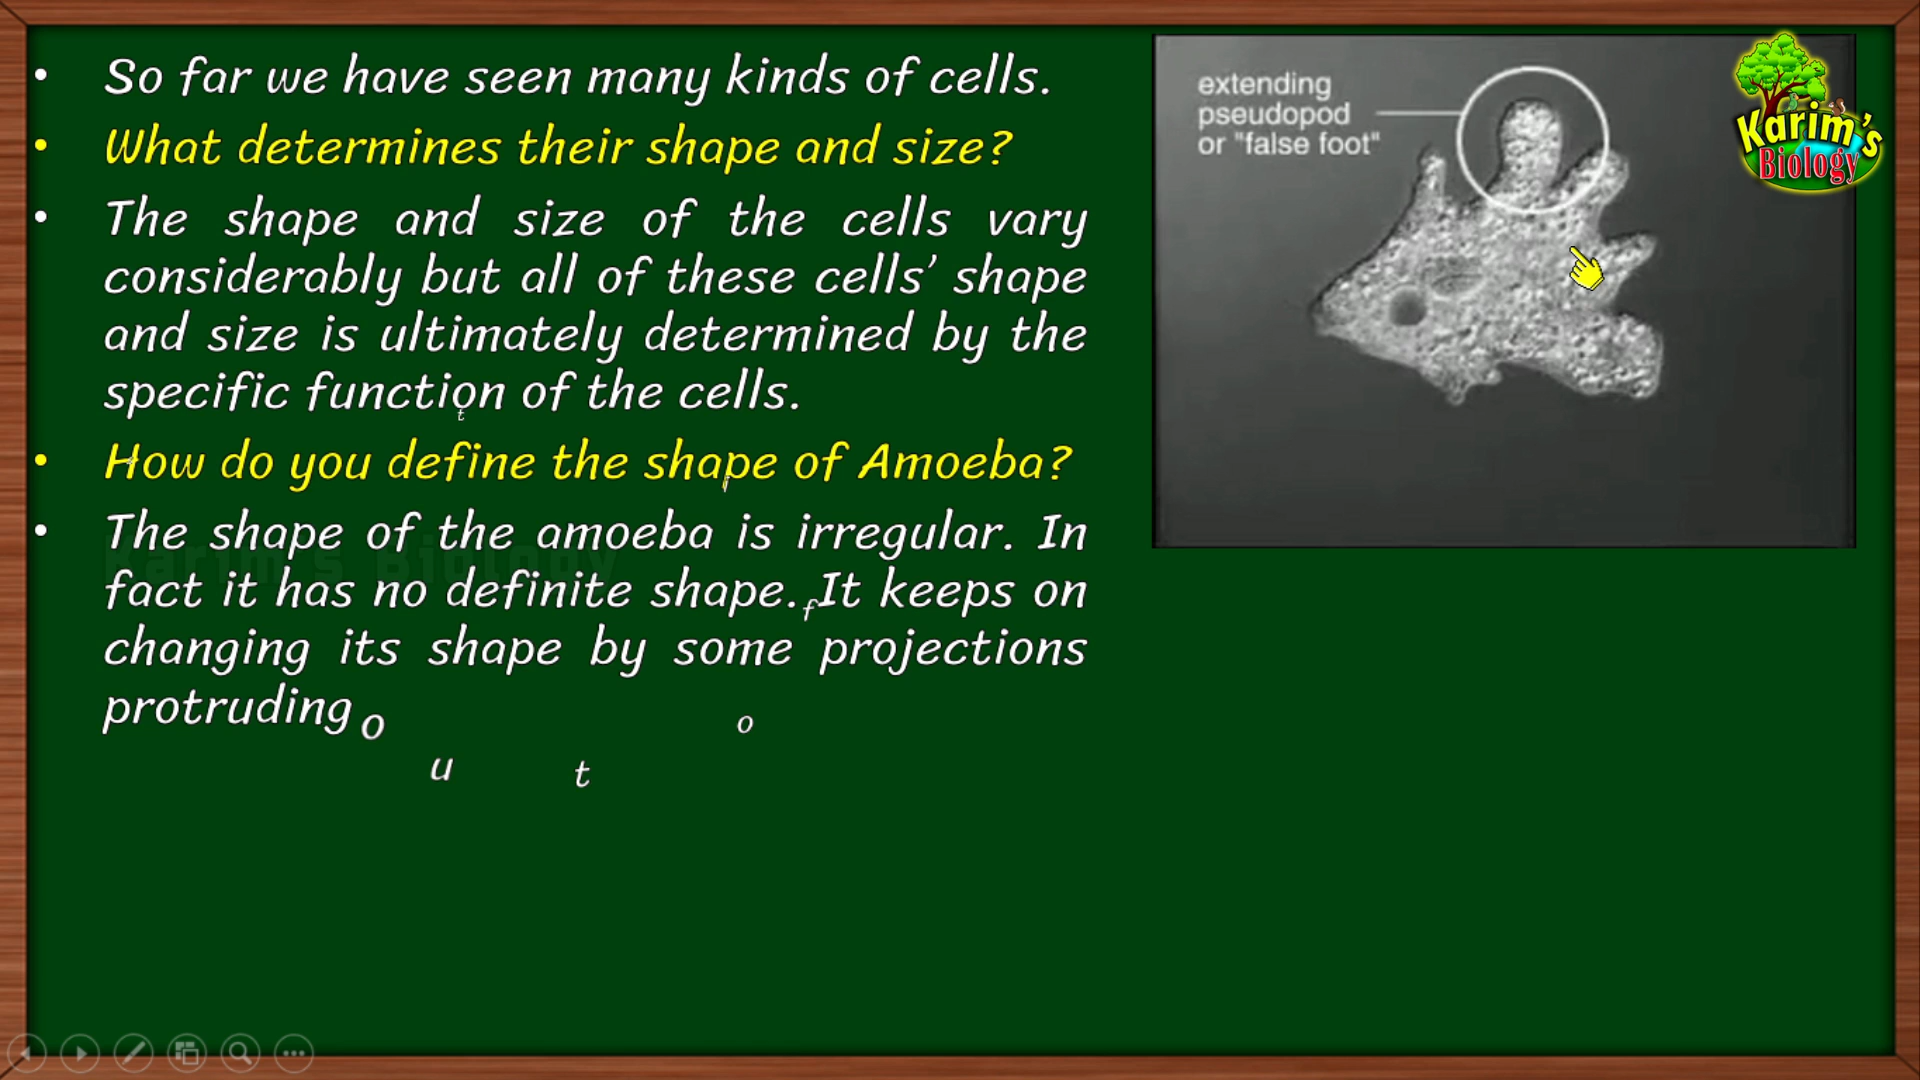 • So far we have seen many kinds of cells.
• What determines their shape and size?
• The shape and size of the cells vary
considerably but all of these cells’ shape
and size is ultimately determined by the
specific function of the cells.
• How do you define the shape of Amoeba?
• The shape of the amoeba is irregular. In
fact it has no definite shape. It keeps on
changing its shape by some projections
protruding o
u t
o
t
f
extending
pseudopod
or "false foot"
Karim's
Biology
Karim's Biology